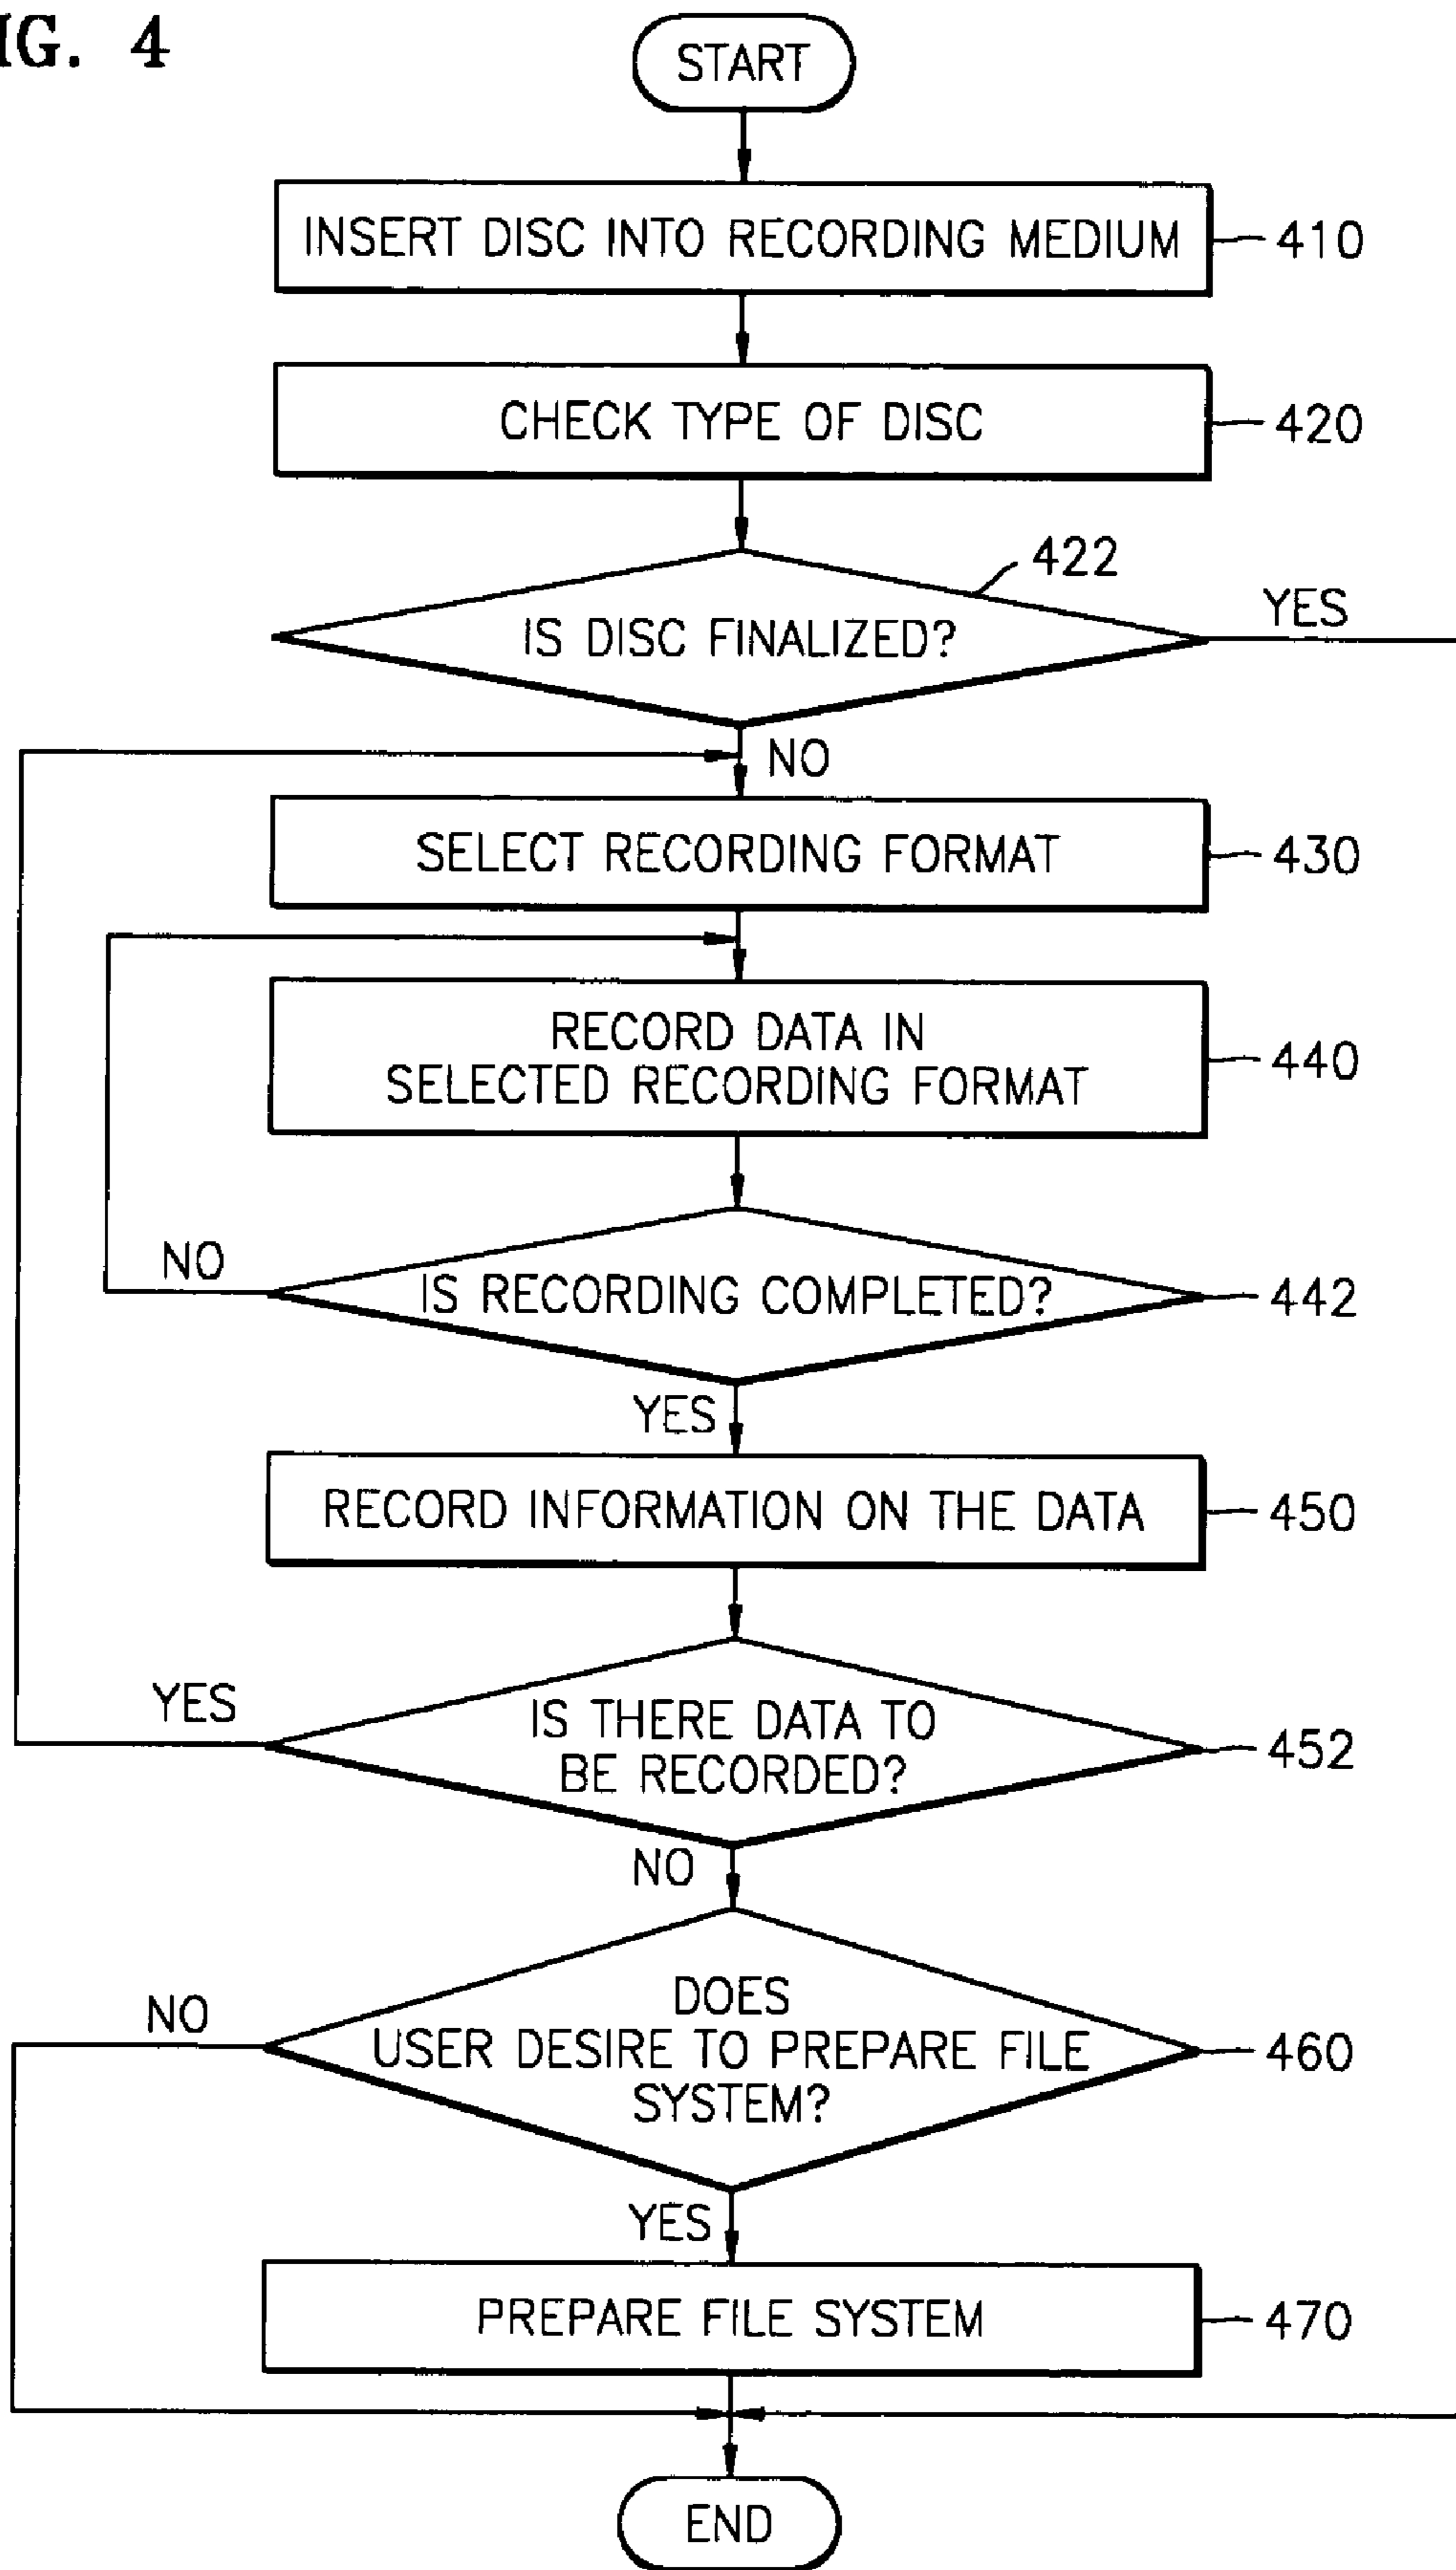 IG. 4
START
INSERT DISC INTO RECORDING MEDIUM
410
CHECK TYPE OF DISC
420
422
IS DISC FINALIZED?
YES
NO
SELECT RECORDING FORMAT
430
RECORD DATA IN
SELECTED RECORDING FORMAT
440
NO
IS RECORDING COMPLETED?
442
YES
RECORD INFORMATION ON THE DATA
450
YES
IS THERE DATA TO
BE RECORDED?
452
NO
DOES
USER DESIRE TO PREPARE FILE
SYSTEM?
NO
460
YES
PREPARE FILE SYSTEM
470
END